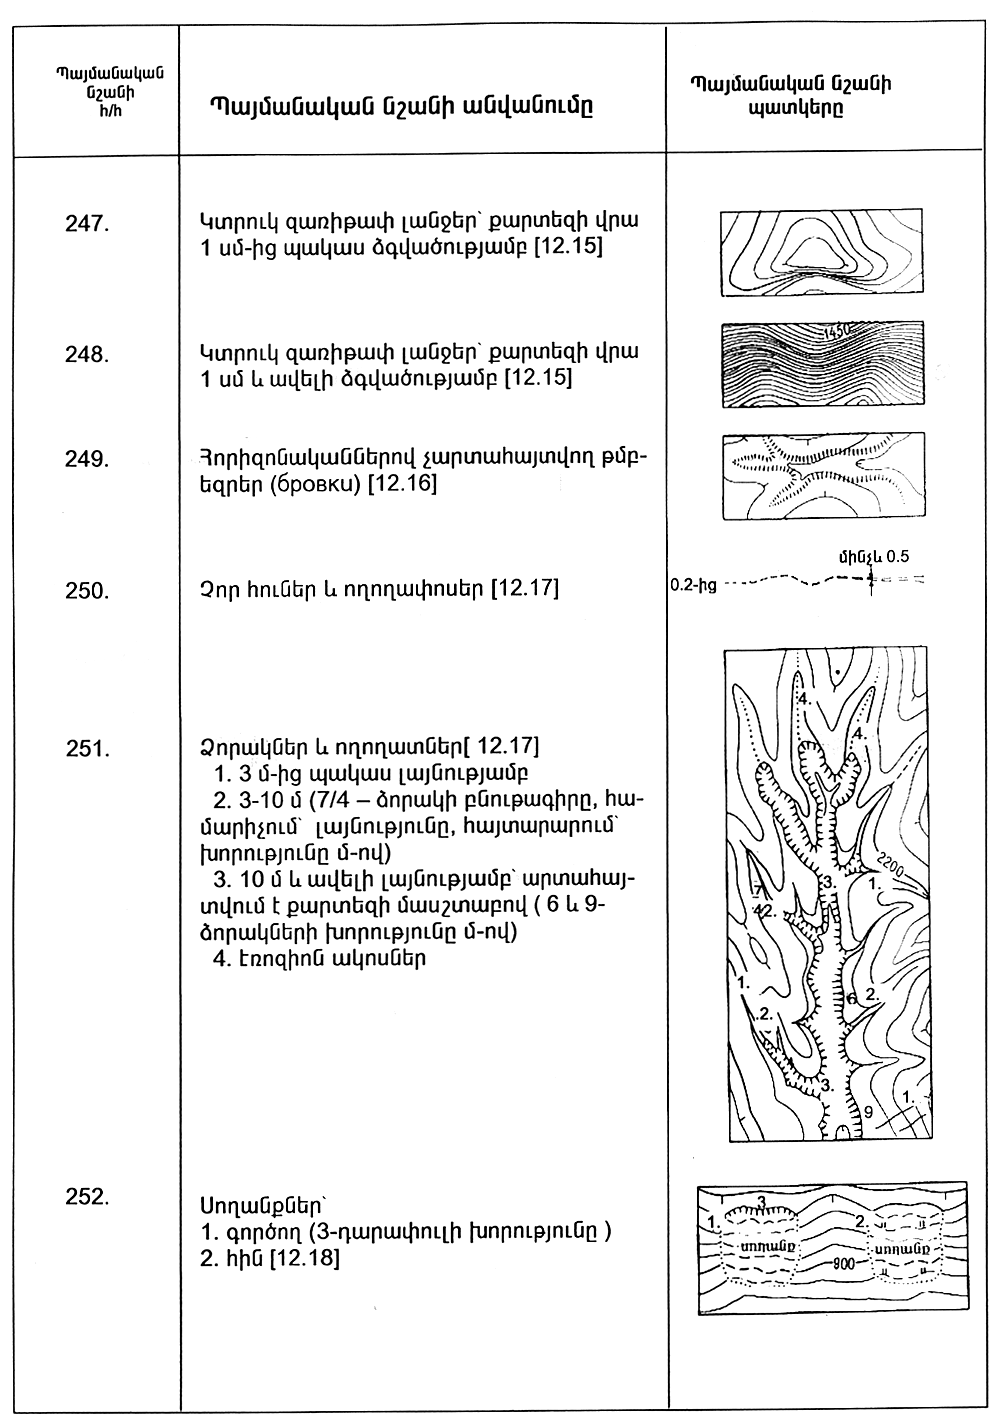 Պայմանական
նշանի
հ/հ
Պայմանական նշանի անվանումը
Պայմանական նշանի
պատկերը
247.
Կտրուկ զառիթափ լանջեր՝ քարտեզի վրա
1 սմ-ից պակաս ձգվածությամբ [12.15]
248.
Կտրուկ զառիթափ լանջեր՝ քարտեզի վրա
1 սմ և ավելի ձգվածությամբ [12.15]
1450
249.
Հորիզոնականներով չարտահայտվող թմբ-
եզրեր (бровки) [12.16]
250.
Չոր հուներ և ողողափոսեր [12.17]
մինչև 0.5
0.2-ից
251.
Ձորակներ և ողողատներ[ 12.17]
1. 3 մ-ից պակաս լայնությամբ
2. 3-10 մ (7/4 – ձորակի բնութագիրը, հա-
մարիչում՝ լայնությունը, հայտարարում՝
խորությունը մ-ով)
3. 10 մ և ավելի լայնությամբ՝ արտահայ-
տվում է քարտեզի մասշտաբով ( 6 և 9-
ձորակների խորությունը մ-ով)
4. Էռոզիոն ակոսներ
4.
4.
2200
3.
1.
7
42.
1.
6 2.
.2.
3.
1.
9
252.
Սողանքներ՝
1. գործող (3-դարափուլի խորությունը )
2. հին [12.18]
3
1.
2.
սողանք
սողանք
900